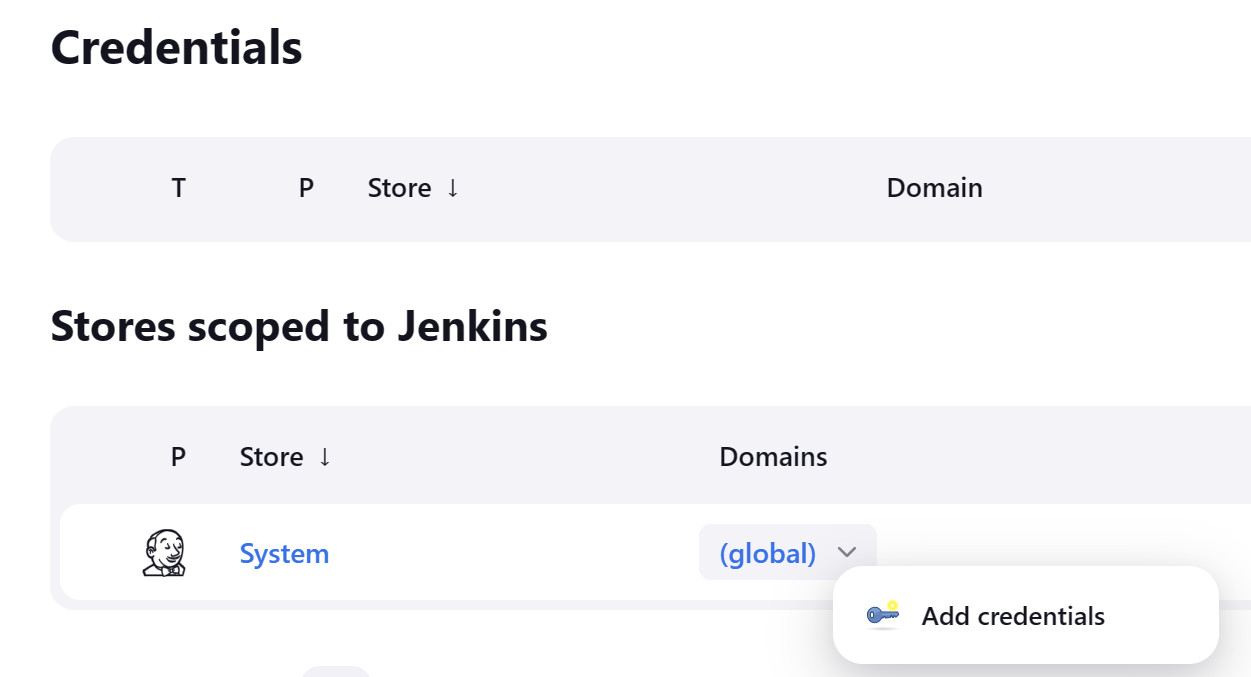 Credentials
T P Store ↓ Domain
Stores scoped to Jenkins
P Store ↓ Domains
System (global)
Add credentials